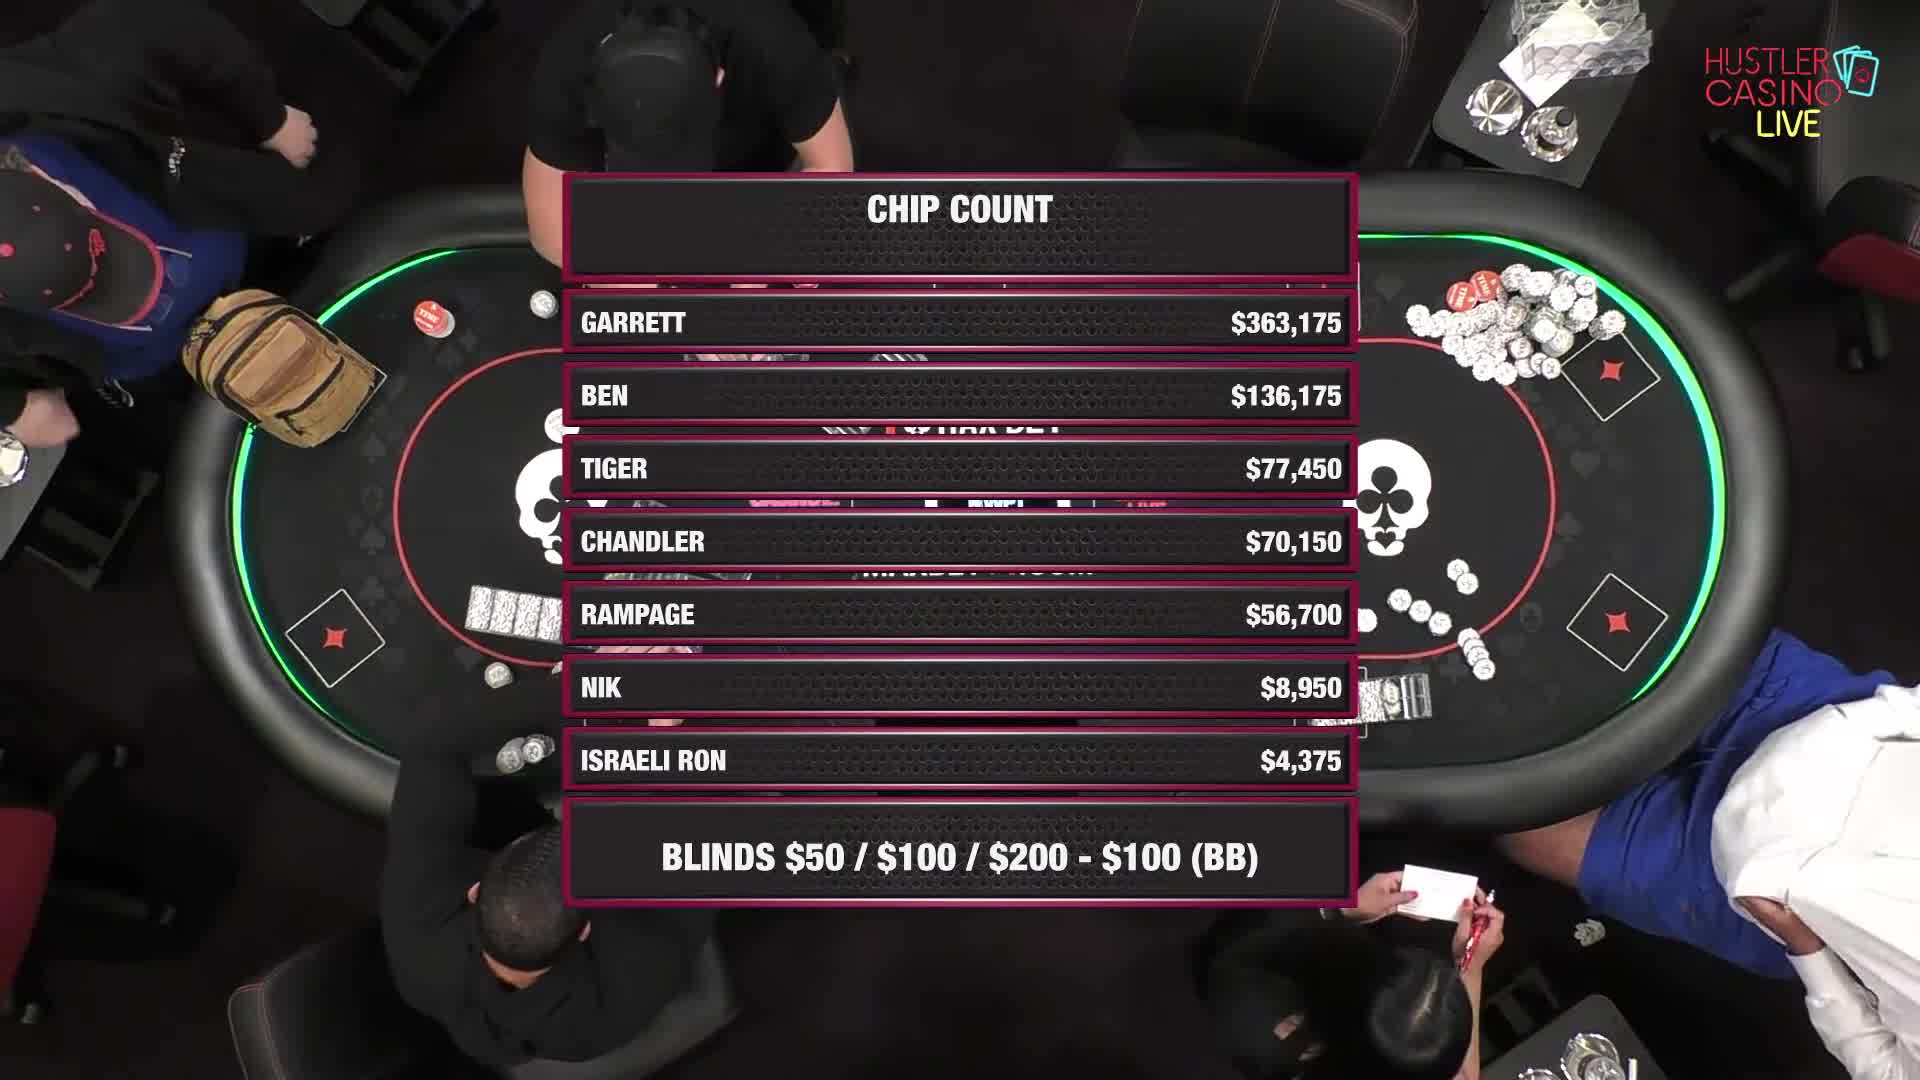 HUSTLER
CASINO
LIVE
CHIP COUNT
GARRETT $363,175
BEN $136,175
TIGER $77,450
CHANDLER $70,150
RAMPAGE $56,700
NIK $8,950
ISRAELI RON $4,375
BLINDS $50 / $100 / $200 - $100 (BB)